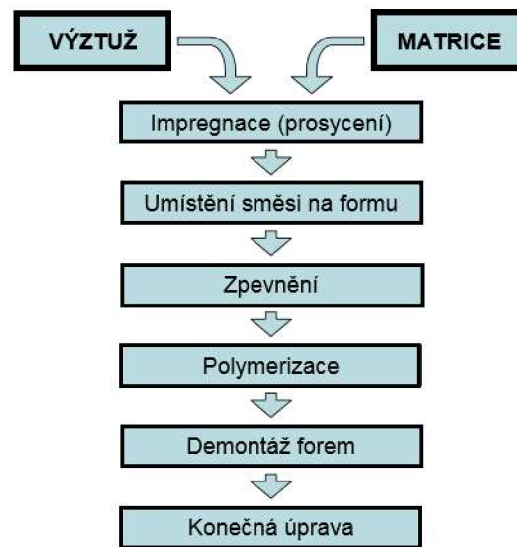 VÝZTUŽ
MATRICE
Impregnace (prosycení)
Umístění směsi na formu
Zpevnění
Polymerizace
Demontáž forem
Konečná úprava